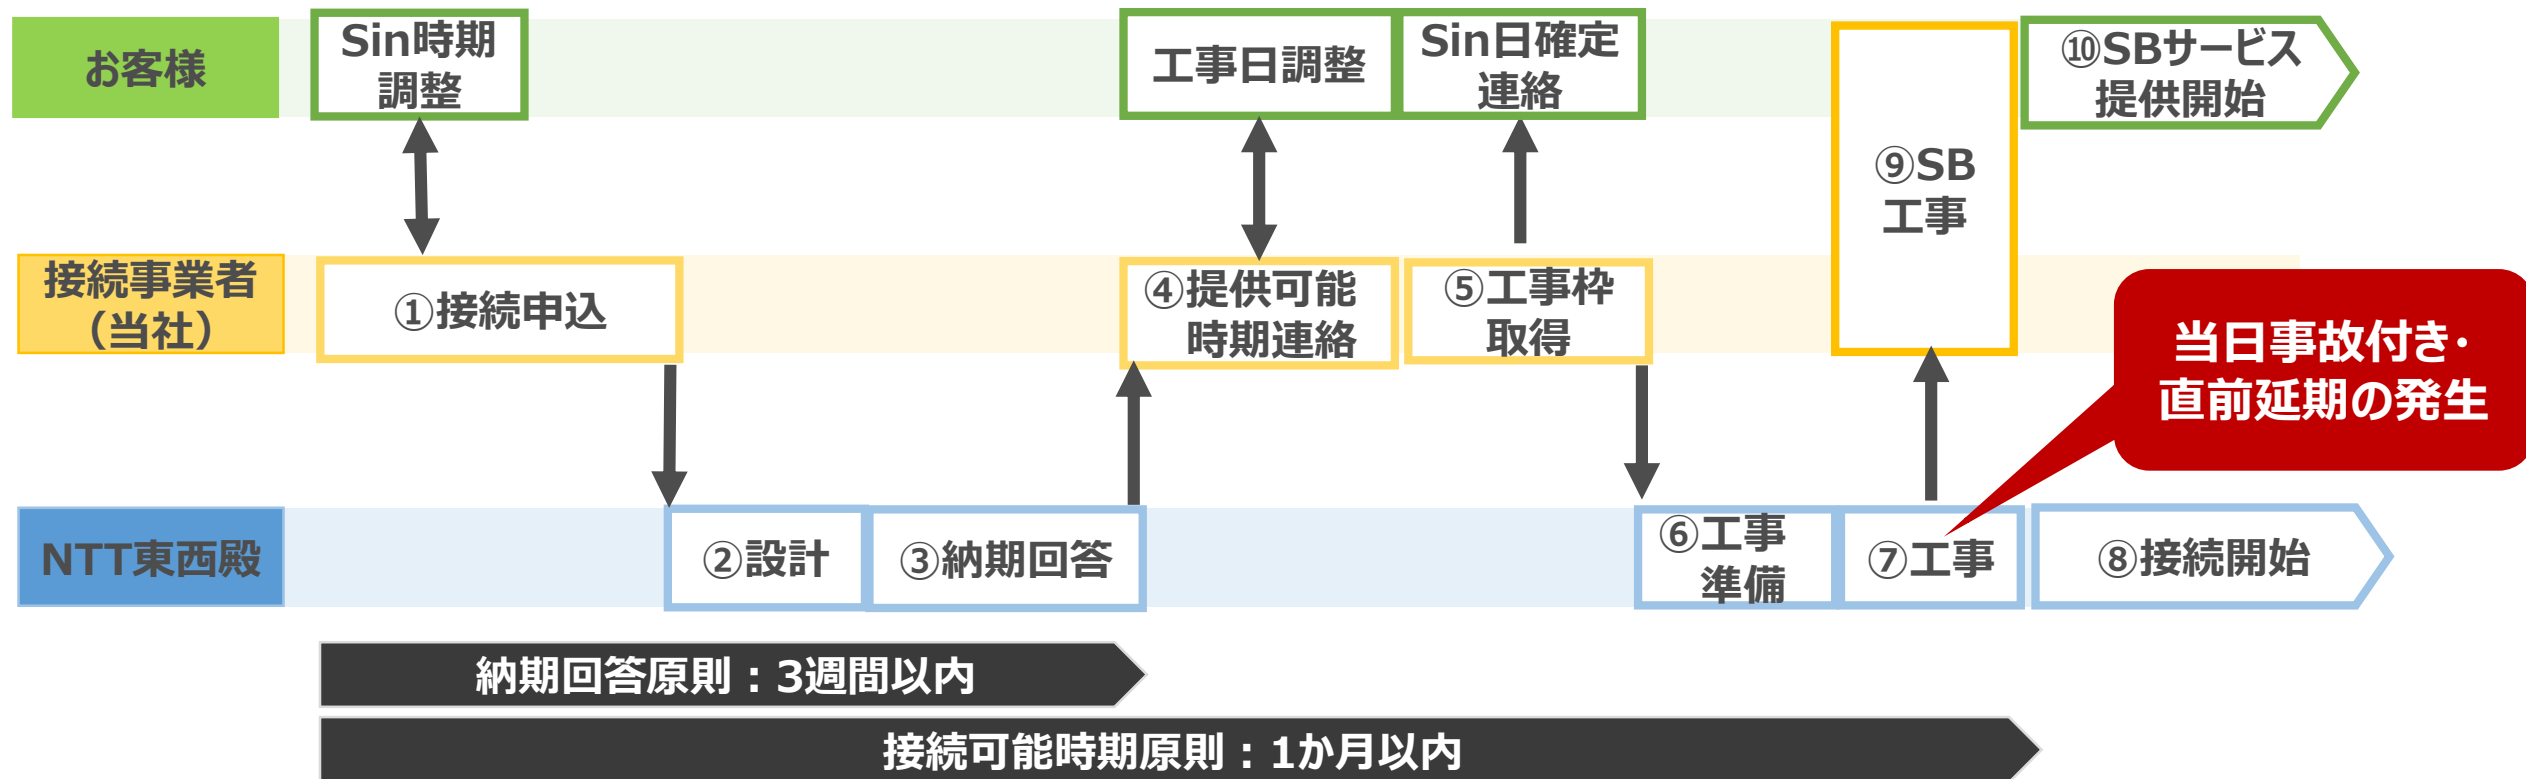 お客様
Sin時期
調整
工事日調整
Sin日確定
連絡
⑩SBサービス
提供開始
⑨SB
工事
接続事業者
（当社）
①接続申込
④提供可能
時期連絡
⑤工事枠
取得
当日事故付き・
直前延期の発生
NTT東西殿
②設計
③納期回答
⑥工事
準備
⑦工事
⑧接続開始
納期回答原則：3週間以内
接続可能時期原則：1か月以内